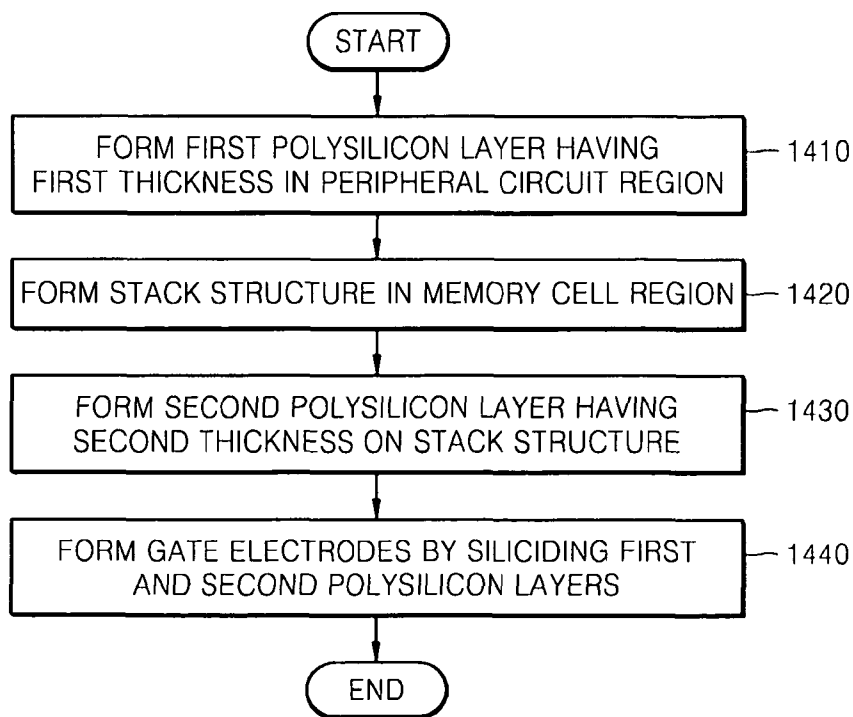 START
FORM FIRST POLYSILICON LAYER HAVING
FIRST THICKNESS IN PERIPHERAL CIRCUIT REGION
1410
FORM STACK STRUCTURE IN MEMORY CELL REGION
1420
FORM SECOND POLYSILICON LAYER HAVING
SECOND THICKNESS ON STACK STRUCTURE
1430
FORM GATE ELECTRODES BY SILICIDING FIRST
AND SECOND POLYSILICON LAYERS
1440
END